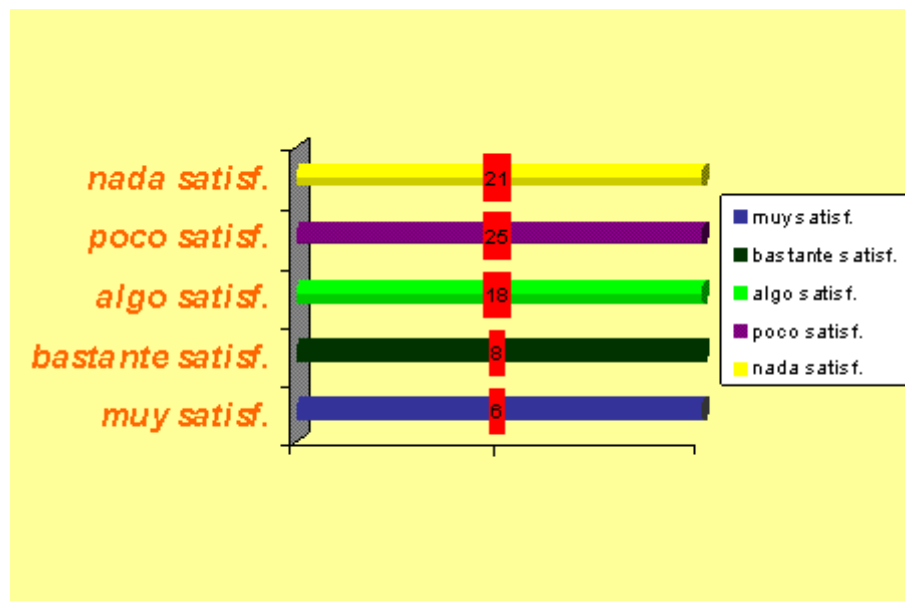 nada satisf.
21
poco satisf.
25
algo satisf.
18
bastante satisf.
8
muy satisf.
6
muy satisf.
bastante satisf.
algo satisf.
poco satisf.
nada satisf.